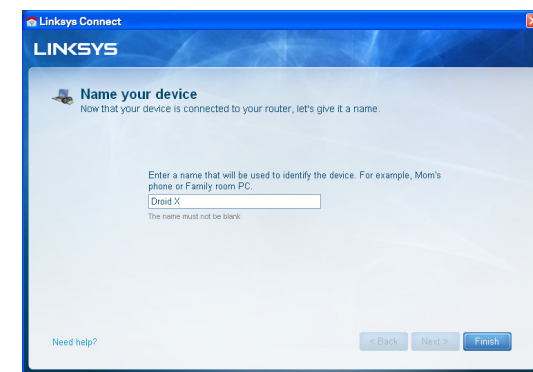 Linksys Connect
LINKSYS
Name your device
Now that your device is connected to your router, let's give it a name.
Enter a name that will be used to identify the device. For example, Mom's
phone or Family room PC.
Droid X
The name must not be blank
Need help?
< Back
Next >
Finish